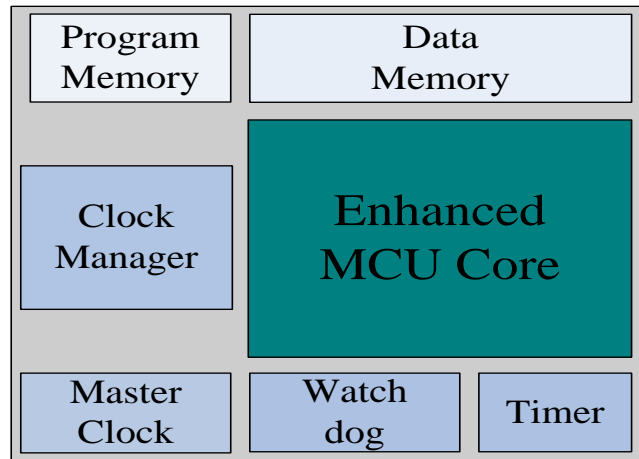 Program
Memory
Data
Memory
Clock
Manager
Enhanced
MCU Core
Master
Clock
Watch
dog
Timer